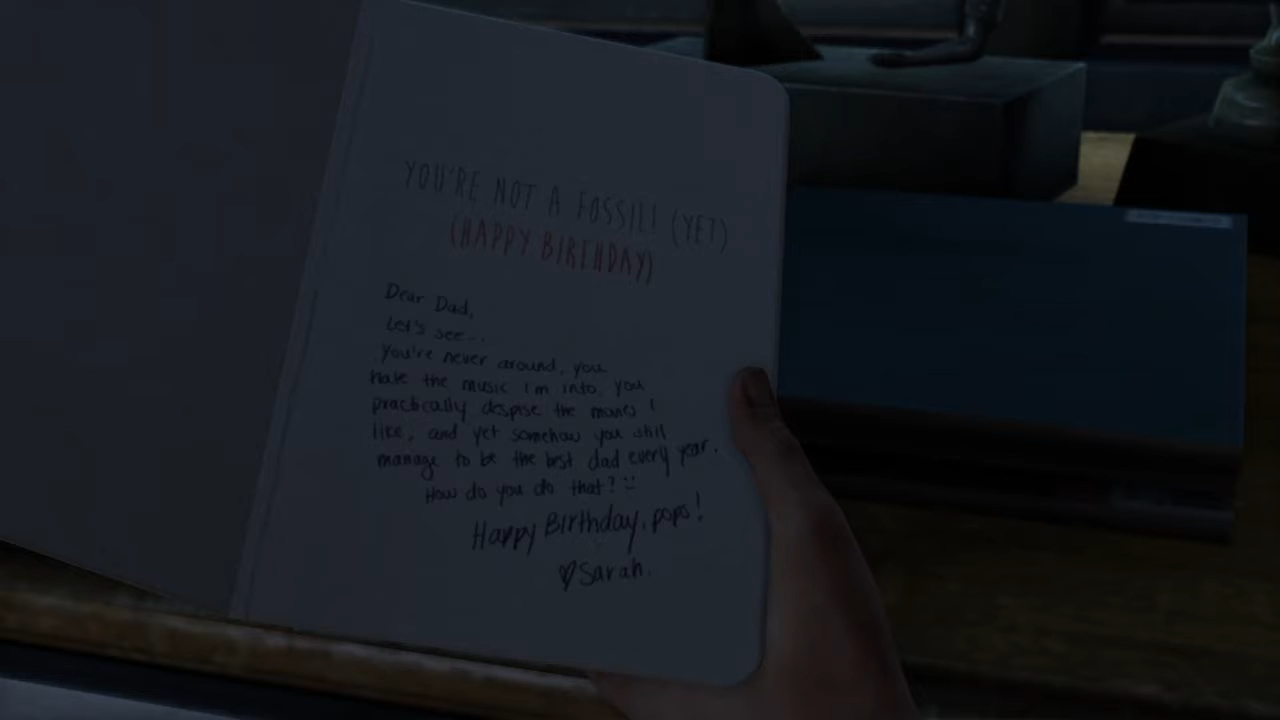 YOU'RE NOT A FOSSIL! (YET)
(HAPPY BIRTHDAY)
Dear Dad,
Let's see...
You're never around, you
hate the music I'm into, you
practically despise the movies I
like, and yet somehow you still
manage to be the best dad every year.
How do you do that? :)
Happy Birthday, pops!
♥Sarah.